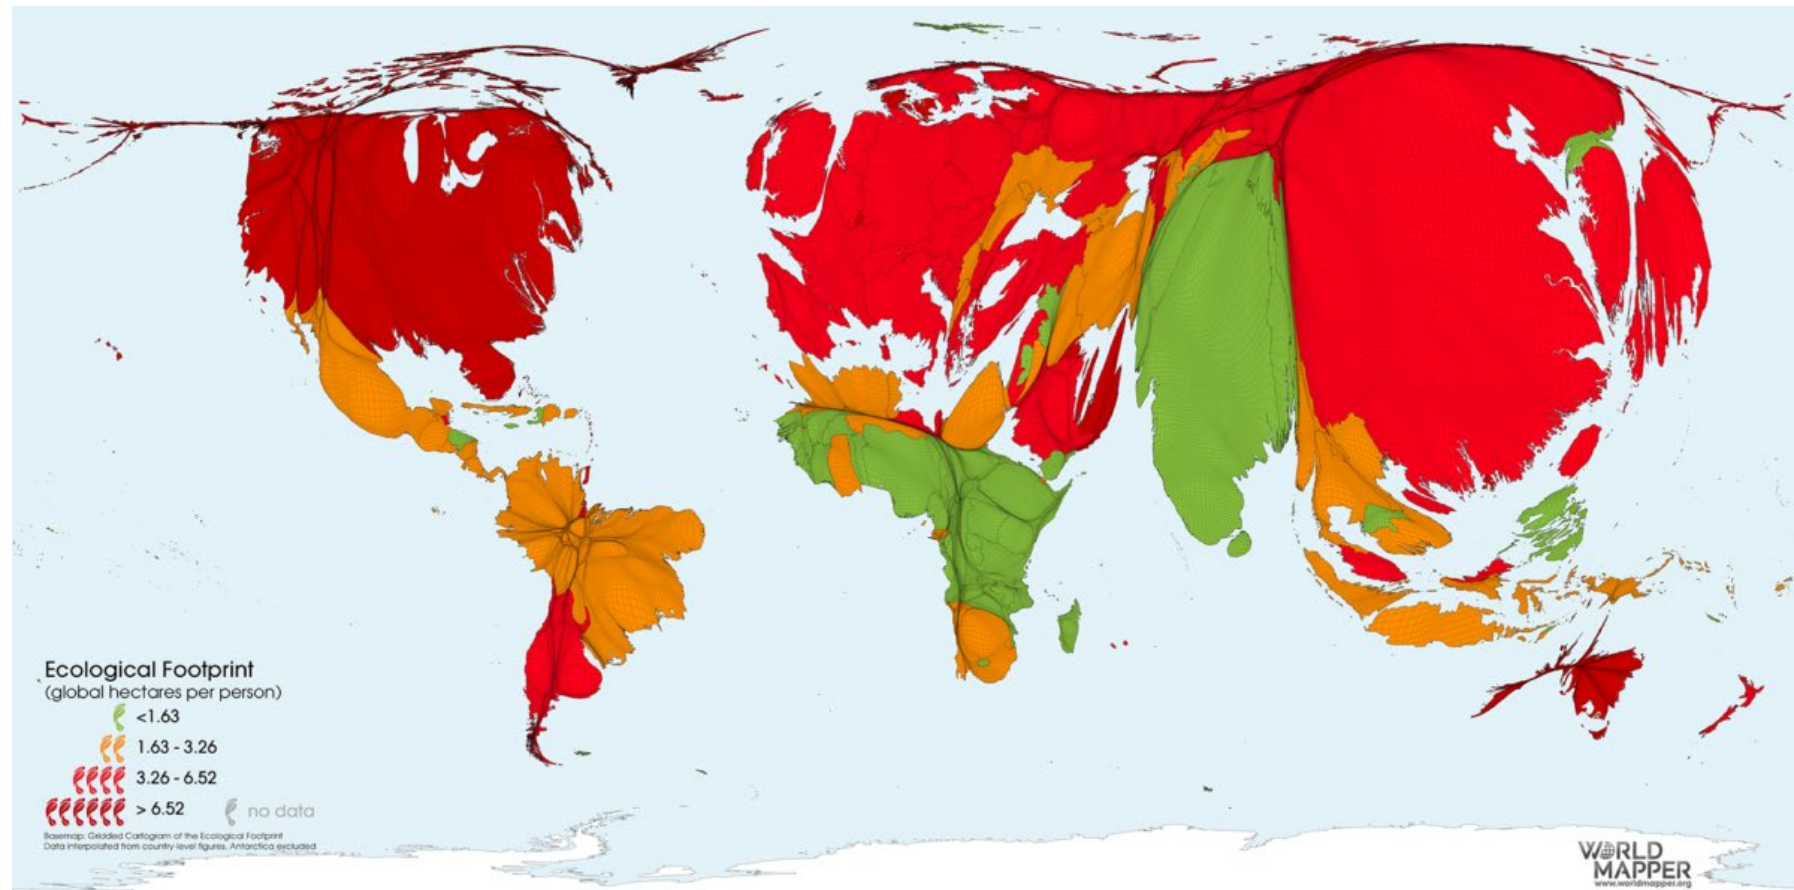 Ecological Footprint
(global hectares per person)
<1.63
1.63 - 3.26
3.26 - 6.52
> 6.52 no data
Basemap: Gridded Cartogram of the Ecological Footprint
Data interpolated from country-level figures, Antarctica excluded
WORLD
MAPPER
www.worldmapper.org